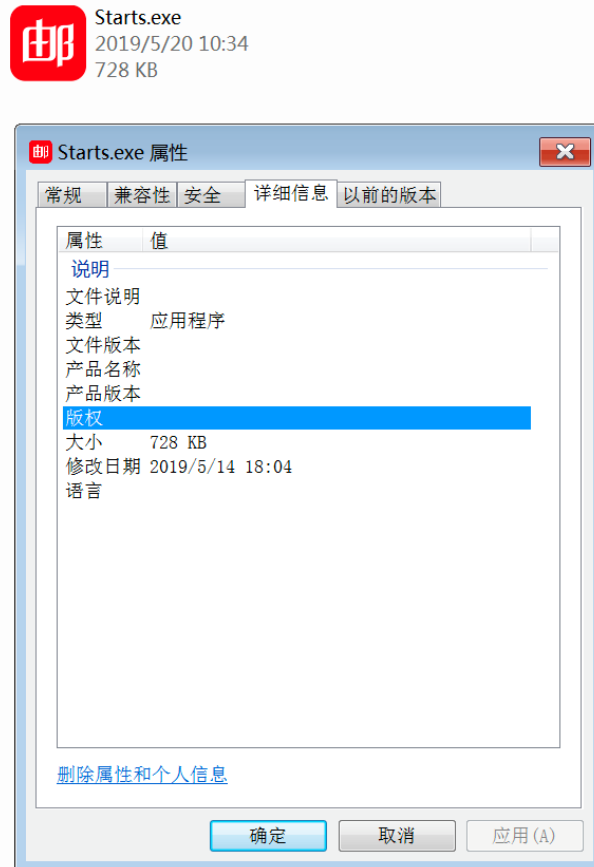 邮
Starts.exe
2019/5/20 10:34
728 KB
邮 Starts.exe 属性
常规 兼容性 安全 详细信息 以前的版本
属性 值
说明
文件说明
类型 应用程序
文件版本
产品名称
产品版本
版权
大小 728 KB
修改日期 2019/5/14 18:04
语言
删除属性和个人信息
确定 取消 应用(A)